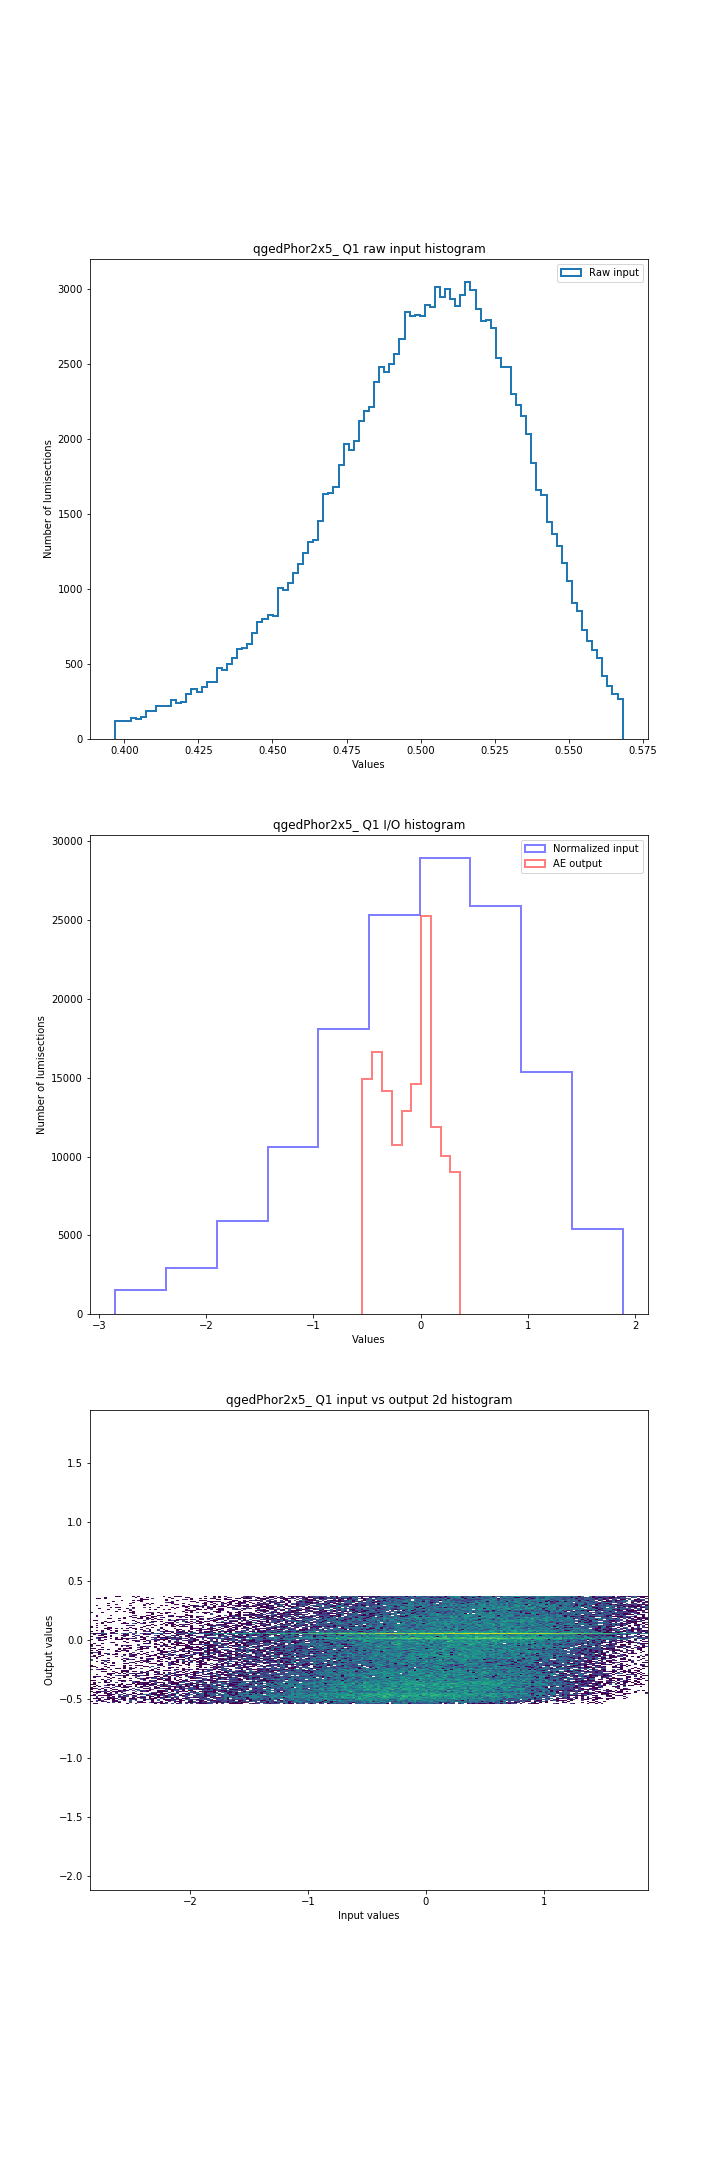 qgedPhor2x5_ Q1 raw input histogram
Raw input
3000
2500
2000
1500
1000
500
0
Number of lumisections
0.400 0.425 0.450 0.475 0.500 0.525 0.550 0.575
Values
qgedPhor2x5_ Q1 I/O histogram
Normalized input
AE output
30000
25000
20000
15000
10000
5000
0
Number of lumisections
−3 −2 −1 0 1 2
Values
qgedPhor2x5_ Q1 input vs output 2d histogram
1.5
1.0
0.5
0.0
−0.5
−1.0
−1.5
−2.0
Output values
−2 −1 0 1
Input values